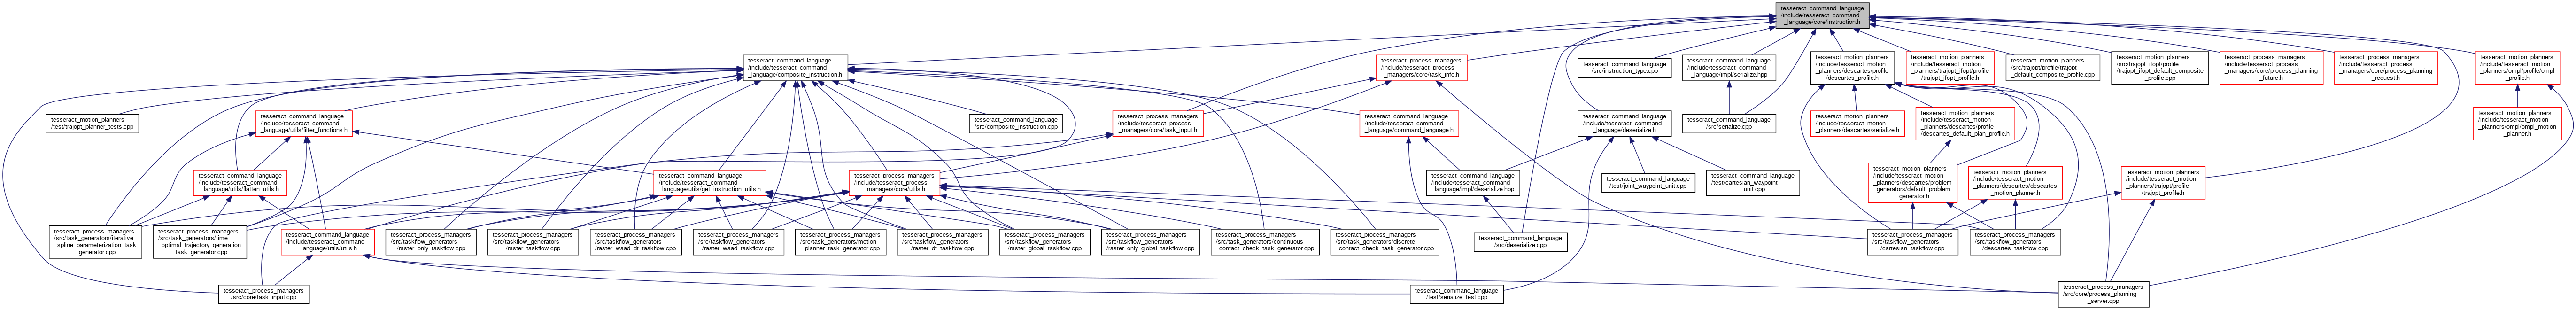 tesseract_command_language
/include/tesseract_command
_language/core/instruction.h
tesseract_command_language
/include/tesseract_command
_language/composite_instruction.h
tesseract_process_managers
/include/tesseract_process
_managers/core/task_info.h
tesseract_command_language
/src/instruction_type.cpp
tesseract_command_language
/include/tesseract_command
_language/impl/serialize.hpp
tesseract_motion_planners
/include/tesseract_motion
_planners/descartes/profile
/descartes_profile.h
tesseract_motion_planners
/include/tesseract_motion
_planners/trajopt_ifopt/profile
/trajopt_ifopt_profile.h
tesseract_motion_planners
/src/trajopt/profile/trajopt
_default_composite_profile.cpp
tesseract_motion_planners
/src/trajopt_ifopt/profile
/trajopt_ifopt_default_composite
_profile.cpp
tesseract_process_managers
/include/tesseract_process
_managers/core/process_planning
_future.h
tesseract_process_managers
/include/tesseract_process
_managers/core/process_planning
_request.h
tesseract_motion_planners
/include/tesseract_motion
_planners/ompl/profile/ompl
_profile.h
tesseract_motion_planners
/test/trajopt_planner_tests.cpp
tesseract_command_language
/include/tesseract_command
_language/utils/filter_functions.h
tesseract_command_language
/src/composite_instruction.cpp
tesseract_process_managers
/include/tesseract_process
_managers/core/task_input.h
tesseract_command_language
/include/tesseract_command
_language/command_language.h
tesseract_command_language
/include/tesseract_command
_language/deserialize.h
tesseract_command_language
/src/serialize.cpp
tesseract_motion_planners
/include/tesseract_motion
_planners/descartes/serialize.h
tesseract_motion_planners
/include/tesseract_motion
_planners/descartes/profile
/descartes_default_plan_profile.h
tesseract_motion_planners
/include/tesseract_motion
_planners/ompl/ompl_motion
_planner.h
tesseract_command_language
/include/tesseract_command
_language/utils/flatten_utils.h
tesseract_command_language
/include/tesseract_command
_language/utils/get_instruction_utils.h
tesseract_process_managers
/include/tesseract_process
_managers/core/utils.h
tesseract_command_language
/include/tesseract_command
_language/impl/deserialize.hpp
tesseract_command_language
/test/joint_waypoint_unit.cpp
tesseract_command_language
/test/cartesian_waypoint
_unit.cpp
tesseract_motion_planners
/include/tesseract_motion
_planners/descartes/problem
_generators/default_problem
_generator.h
tesseract_motion_planners
/include/tesseract_motion
_planners/descartes/descartes
_motion_planner.h
tesseract_motion_planners
/include/tesseract_motion
_planners/trajopt/profile
/trajopt_profile.h
tesseract_process_managers
/src/task_generators/iterative
_spline_parameterization_task
_generator.cpp
tesseract_process_managers
/src/task_generators/time
_optimal_trajectory_generation
_task_generator.cpp
tesseract_command_language
/include/tesseract_command
_language/utils/utils.h
tesseract_process_managers
/src/taskflow_generators
/raster_only_taskflow.cpp
tesseract_process_managers
/src/taskflow_generators
/raster_taskflow.cpp
tesseract_process_managers
/src/taskflow_generators
/raster_waad_dt_taskflow.cpp
tesseract_process_managers
/src/taskflow_generators
/raster_waad_taskflow.cpp
tesseract_process_managers
/src/task_generators/motion
_planner_task_generator.cpp
tesseract_process_managers
/src/taskflow_generators
/raster_dt_taskflow.cpp
tesseract_process_managers
/src/taskflow_generators
/raster_global_taskflow.cpp
tesseract_process_managers
/src/taskflow_generators
/raster_only_global_taskflow.cpp
tesseract_process_managers
/src/task_generators/continuous
_contact_check_task_generator.cpp
tesseract_process_managers
/src/task_generators/discrete
_contact_check_task_generator.cpp
tesseract_command_language
/src/deserialize.cpp
tesseract_process_managers
/src/taskflow_generators
/cartesian_taskflow.cpp
tesseract_process_managers
/src/taskflow_generators
/descartes_taskflow.cpp
tesseract_process_managers
/src/core/task_input.cpp
tesseract_command_language
/test/serialize_test.cpp
tesseract_process_managers
/src/core/process_planning
_server.cpp